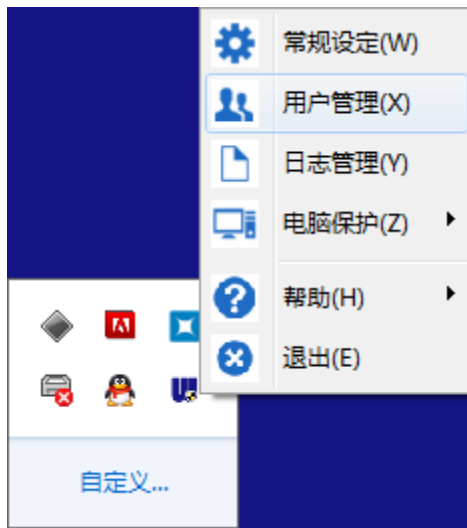 常规设定(W)
用户管理(X)
日志管理(Y)
电脑保护(Z)
帮助(H)
退出(E)
自定义...